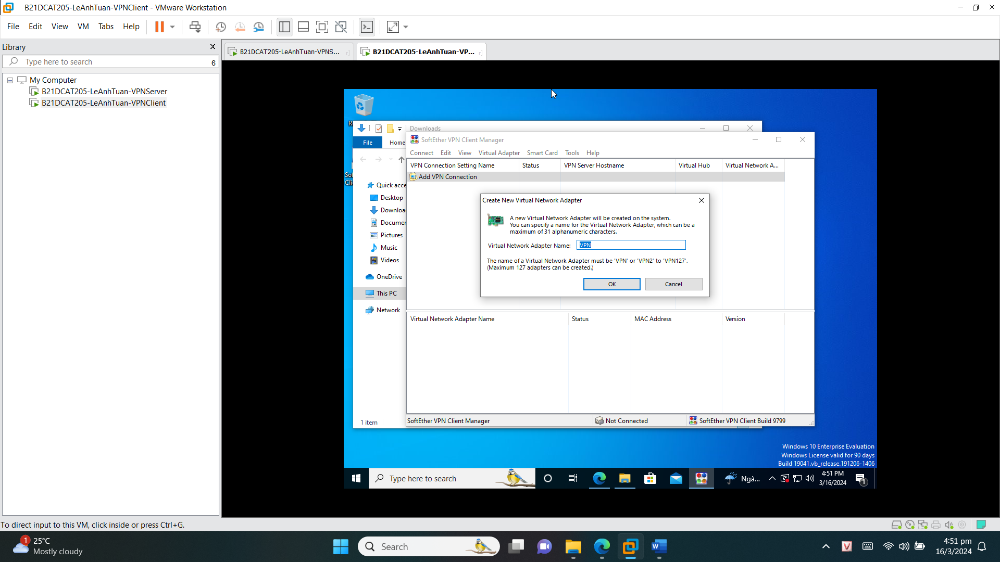 B21DCAT205-LeAnhTuan-VPNClient - VMware Workstation
File Edit View VM Tabs Help
Library
Type here to search
6
My Computer
B21DCAT205-LeAnhTuan-VPNServer
B21DCAT205-LeAnhTuan-VPNClient
B21DCAT205-LeAnhTuan-VPNS...
B21DCAT205-LeAnhTuan-VP...
Downloads
File Home
SoftEther VPN Client Manager
Connect Edit View Virtual Adapter Smart Card Tools Help
VPN Connection Setting Name Status VPN Server Hostname Virtual Hub Virtual Network A...
Add VPN Connection
Quick acce
Desktop
Downloa
Documen
Pictures
Music
Videos
OneDrive
This PC
Network
1 item
Create New Virtual Network Adapter
A new Virtual Network Adapter will be created on the system.
You can specify a name for the Virtual Network Adapter, which can be a
maximum of 31 alphanumeric characters.
Virtual Network Adapter Name: VPN
The name of a Virtual Network Adapter must be 'VPN' or 'VPN2' to 'VPN127'.
(Maximum 127 adapters can be created.)
OK Cancel
Virtual Network Adapter Name Status MAC Address Version
SoftEther VPN Client Manager Not Connected SoftEther VPN Client Build 9799
Windows 10 Enterprise Evaluation
Windows License valid for 90 days
Build 19041.vb_release.191206-1406
Type here to search
Ngà...
4:51 PM
3/16/2024
1
To direct input to this VM, click inside or press Ctrl+G.
1
25°C
Mostly cloudy
Search
4:51 pm
16/3/2024